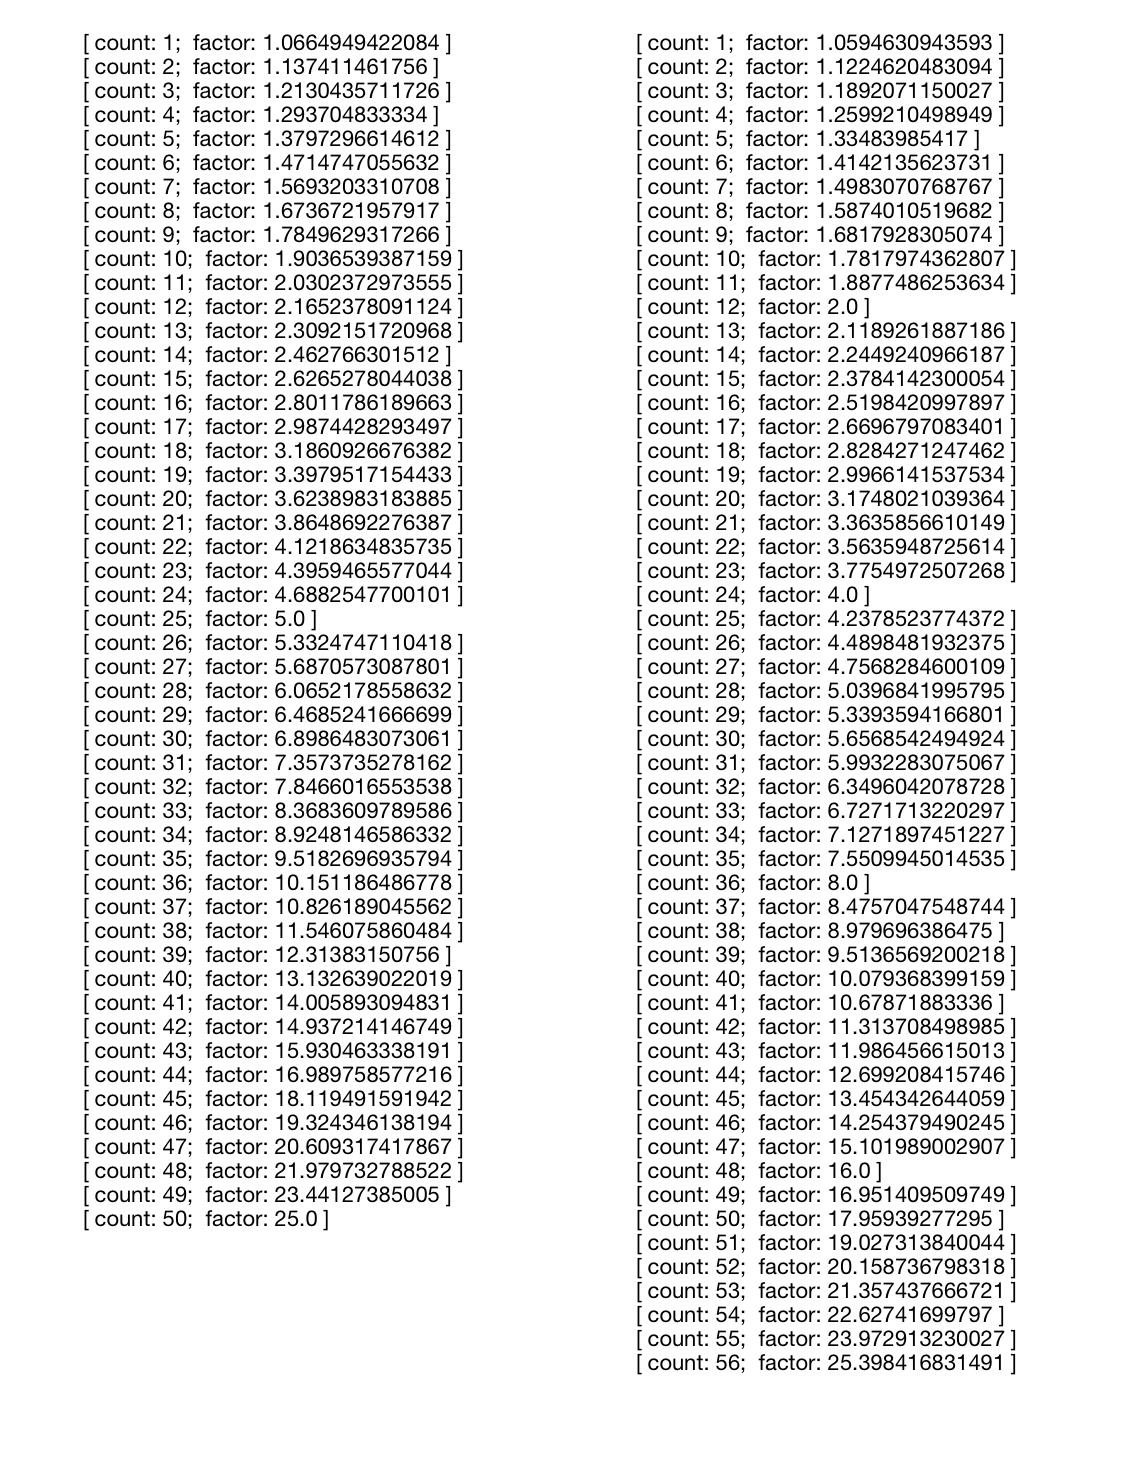 [ count: 1;  factor: 1.0664949422084 ]
[ count: 2;  factor: 1.137411461756 ]
[ count: 3;  factor: 1.2130435711726 ]
[ count: 4;  factor: 1.293704833334 ]
[ count: 5;  factor: 1.3797296614612 ]
[ count: 6;  factor: 1.4714747055632 ]
[ count: 7;  factor: 1.5693203310708 ]
[ count: 8;  factor: 1.6736721957917 ]
[ count: 9;  factor: 1.7849629317266 ]
[ count: 10;  factor: 1.9036539387159 ]
[ count: 11;  factor: 2.0302372973555 ]
[ count: 12;  factor: 2.1652378091124 ]
[ count: 13;  factor: 2.3092151720968 ]
[ count: 14;  factor: 2.462766301512 ]
[ count: 15;  factor: 2.6265278044038 ]
[ count: 16;  factor: 2.8011786189663 ]
[ count: 17;  factor: 2.9874428293497 ]
[ count: 18;  factor: 3.1860926676382 ]
[ count: 19;  factor: 3.3979517154433 ]
[ count: 20;  factor: 3.6238983183885 ]
[ count: 21;  factor: 3.8648692276387 ]
[ count: 22;  factor: 4.1218634835735 ]
[ count: 23;  factor: 4.3959465577044 ]
[ count: 24;  factor: 4.6882547700101 ]
[ count: 25;  factor: 5.0 ]
[ count: 26;  factor: 5.3324747110418 ]
[ count: 27;  factor: 5.6870573087801 ]
[ count: 28;  factor: 6.0652178558632 ]
[ count: 29;  factor: 6.4685241666699 ]
[ count: 30;  factor: 6.8986483073061 ]
[ count: 31;  factor: 7.3573735278162 ]
[ count: 32;  factor: 7.8466016553538 ]
[ count: 33;  factor: 8.3683609789586 ]
[ count: 34;  factor: 8.9248146586332 ]
[ count: 35;  factor: 9.5182696935794 ]
[ count: 36;  factor: 10.151186486778 ]
[ count: 37;  factor: 10.826189045562 ]
[ count: 38;  factor: 11.546075860484 ]
[ count: 39;  factor: 12.31383150756 ]
[ count: 40;  factor: 13.132639022019 ]
[ count: 41;  factor: 14.005893094831 ]
[ count: 42;  factor: 14.937214146749 ]
[ count: 43;  factor: 15.930463338191 ]
[ count: 44;  factor: 16.989758577216 ]
[ count: 45;  factor: 18.119491591942 ]
[ count: 46;  factor: 19.324346138194 ]
[ count: 47;  factor: 20.609317417867 ]
[ count: 48;  factor: 21.979732788522 ]
[ count: 49;  factor: 23.44127385005 ]
[ count: 50;  factor: 25.0 ]
[ count: 1;  factor: 1.0594630943593 ]
[ count: 2;  factor: 1.1224620483094 ]
[ count: 3;  factor: 1.1892071150027 ]
[ count: 4;  factor: 1.2599210498949 ]
[ count: 5;  factor: 1.33483985417 ]
[ count: 6;  factor: 1.4142135623731 ]
[ count: 7;  factor: 1.4983070768767 ]
[ count: 8;  factor: 1.5874010519682 ]
[ count: 9;  factor: 1.6817928305074 ]
[ count: 10;  factor: 1.7817974362807 ]
[ count: 11;  factor: 1.8877486253634 ]
[ count: 12;  factor: 2.0 ]
[ count: 13;  factor: 2.1189261887186 ]
[ count: 14;  factor: 2.2449240966187 ]
[ count: 15;  factor: 2.3784142300054 ]
[ count: 16;  factor: 2.5198420997897 ]
[ count: 17;  factor: 2.6696797083401 ]
[ count: 18;  factor: 2.8284271247462 ]
[ count: 19;  factor: 2.9966141537534 ]
[ count: 20;  factor: 3.1748021039364 ]
[ count: 21;  factor: 3.3635856610149 ]
[ count: 22;  factor: 3.5635948725614 ]
[ count: 23;  factor: 3.7754972507268 ]
[ count: 24;  factor: 4.0 ]
[ count: 25;  factor: 4.2378523774372 ]
[ count: 26;  factor: 4.4898481932375 ]
[ count: 27;  factor: 4.7568284600109 ]
[ count: 28;  factor: 5.0396841995795 ]
[ count: 29;  factor: 5.3393594166801 ]
[ count: 30;  factor: 5.6568542494924 ]
[ count: 31;  factor: 5.9932283075067 ]
[ count: 32;  factor: 6.3496042078728 ]
[ count: 33;  factor: 6.7271713220297 ]
[ count: 34;  factor: 7.1271897451227 ]
[ count: 35;  factor: 7.5509945014535 ]
[ count: 36;  factor: 8.0 ]
[ count: 37;  factor: 8.4757047548744 ]
[ count: 38;  factor: 8.979696386475 ]
[ count: 39;  factor: 9.5136569200218 ]
[ count: 40;  factor: 10.079368399159 ]
[ count: 41;  factor: 10.67871883336 ]
[ count: 42;  factor: 11.313708498985 ]
[ count: 43;  factor: 11.986456615013 ]
[ count: 44;  factor: 12.699208415746 ]
[ count: 45;  factor: 13.454342644059 ]
[ count: 46;  factor: 14.254379490245 ]
[ count: 47;  factor: 15.101989002907 ]
[ count: 48;  factor: 16.0 ]
[ count: 49;  factor: 16.951409509749 ]
[ count: 50;  factor: 17.95939277295 ]
[ count: 51;  factor: 19.027313840044 ]
[ count: 52;  factor: 20.158736798318 ]
[ count: 53;  factor: 21.357437666721 ]
[ count: 54;  factor: 22.62741699797 ]
[ count: 55;  factor: 23.972913230027 ]
[ count: 56;  factor: 25.398416831491 ]